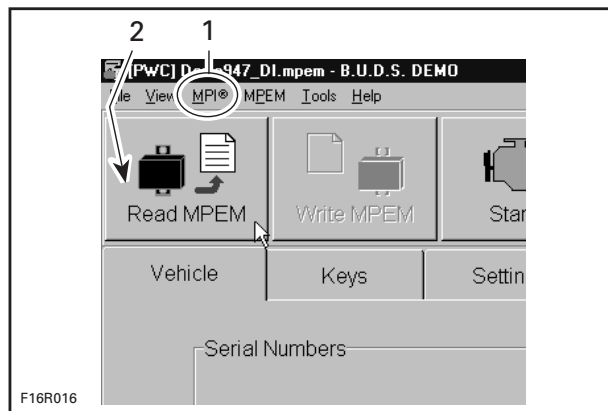 2 1
[PWC] D 947_DI.mpem - B.U.D.S. DEMO
File View MPI® MPEM Tools Help
Read MPEM Write MPEM Star
Vehicle Keys Settin
Serial Numbers
F16R016